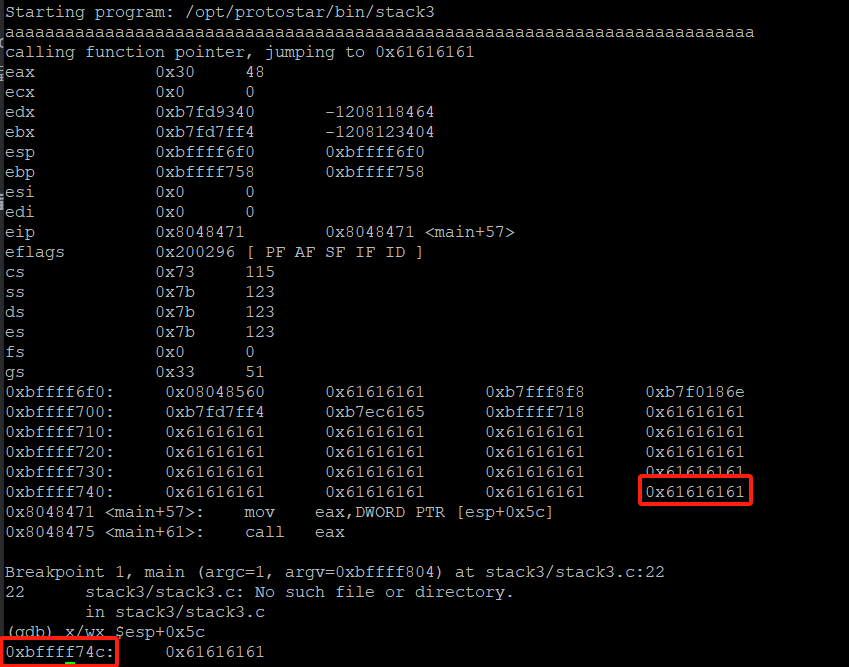 Starting program: /opt/protostar/bin/stack3
aaaaaaaaaaaaaaaaaaaaaaaaaaaaaaaaaaaaaaaaaaaaaaaaaaaaaaaaaaaaaaaaaaaaaaaaaaa
calling function pointer, jumping to 0x61616161
eax            0x30     48
ecx            0x0      0
edx            0xb7fd9340       -1208118464
ebx            0xb7fd7ff4       -1208123404
esp            0xbffff6f0       0xbffff6f0
ebp            0xbffff758       0xbffff758
esi            0x0      0
edi            0x0      0
eip            0x8048471        0x8048471 <main+57>
eflags         0x200296 [ PF AF SF IF ID ]
cs             0x73     115
ss             0x7b     123
ds             0x7b     123
es             0x7b     123
fs             0x0      0
gs             0x33     51
0xbffff6f0:     0x08048560      0x61616161      0xb7fff8f8      0xb7f0186e
0xbffff700:     0xb7fd7ff4      0xb7ec6165      0xbffff718      0x61616161
0xbffff710:     0x61616161      0x61616161      0x61616161      0x61616161
0xbffff720:     0x61616161      0x61616161      0x61616161      0x61616161
0xbffff730:     0x61616161      0x61616161      0x61616161      0x61616161
0xbffff740:     0x61616161      0x61616161      0x61616161      0x61616161
0x8048471 <main+57>:    mov    eax,DWORD PTR [esp+0x5c]
0x8048475 <main+61>:    call   eax
Breakpoint 1, main (argc=1, argv=0xbffff804) at stack3/stack3.c:22
22      stack3/stack3.c: No such file or directory.
        in stack3/stack3.c
(gdb) x/wx $esp+0x5c
0xbffff74c:     0x61616161